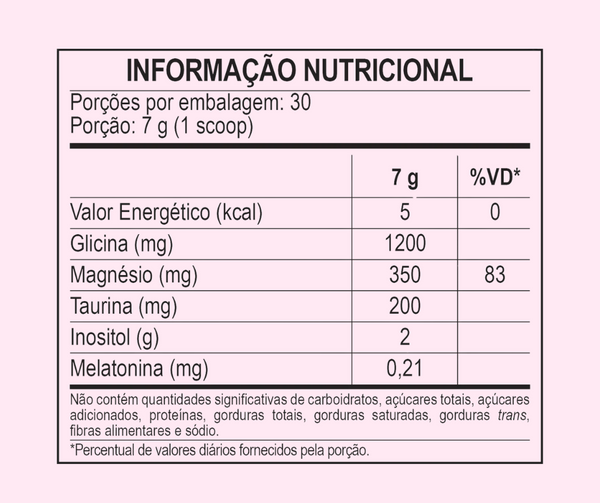 INFORMAÇÃO NUTRICIONAL
Porções por embalagem: 30
Porção: 7 g (1 scoop)
7 g %VD*
Valor Energético (kcal) 5 0
Glicina (mg) 1200
Magnésio (mg) 350 83
Taurina (mg) 200
Inositol (g) 2
Melatonina (mg) 0,21
Não contém quantidades significativas de carboidratos, açúcares totais, açúcares
adicionados, proteínas, gorduras totais, gorduras saturadas, gorduras trans,
fibras alimentares e sódio.
*Percentual de valores diários fornecidos pela porção.